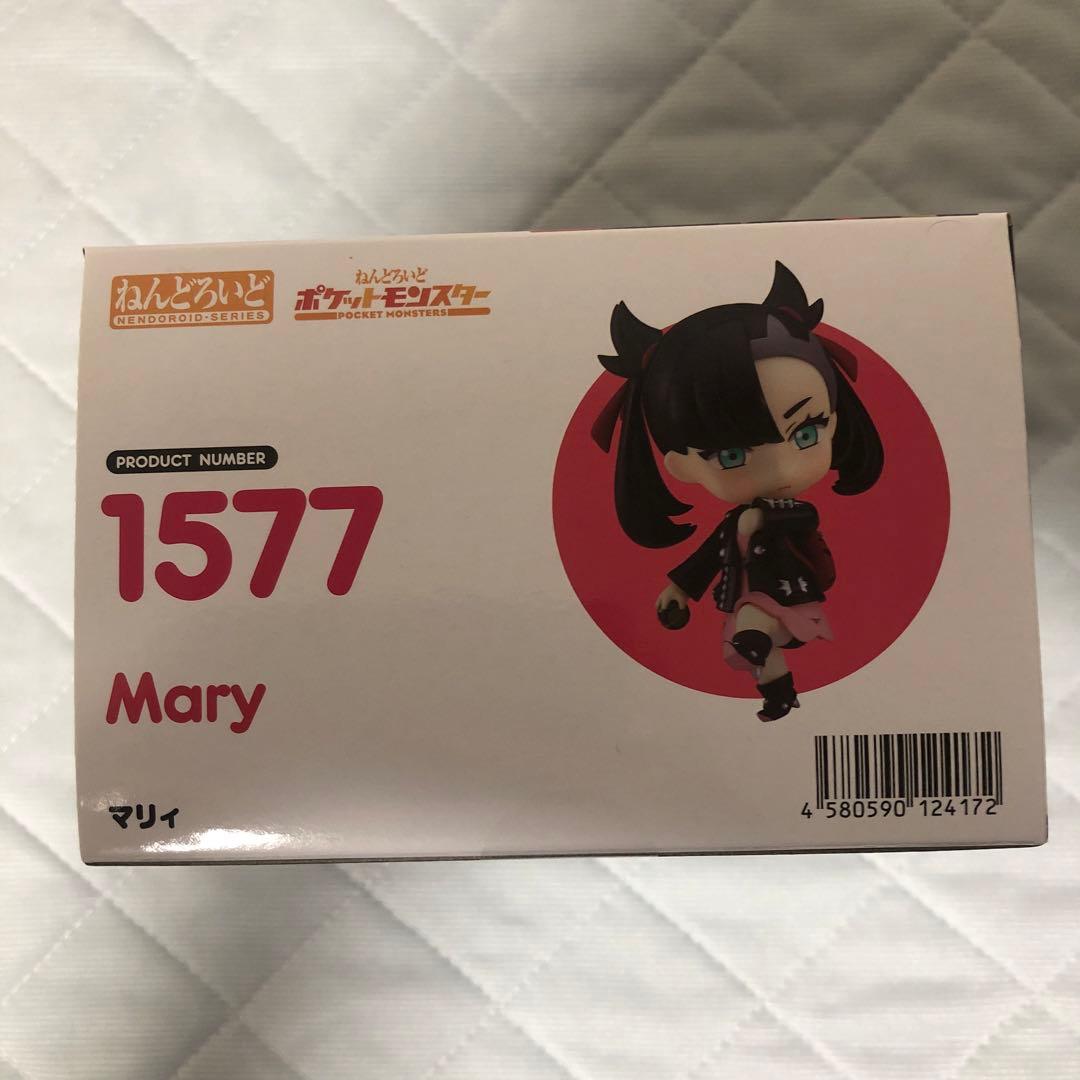 ねんどろいど
NENDOROID·SERIES
ねんどろいど
ポケットモンスター
POCKET MONSTERS
PRODUCT NUMBER
1577
Mary
マリィ
4 580590 124172